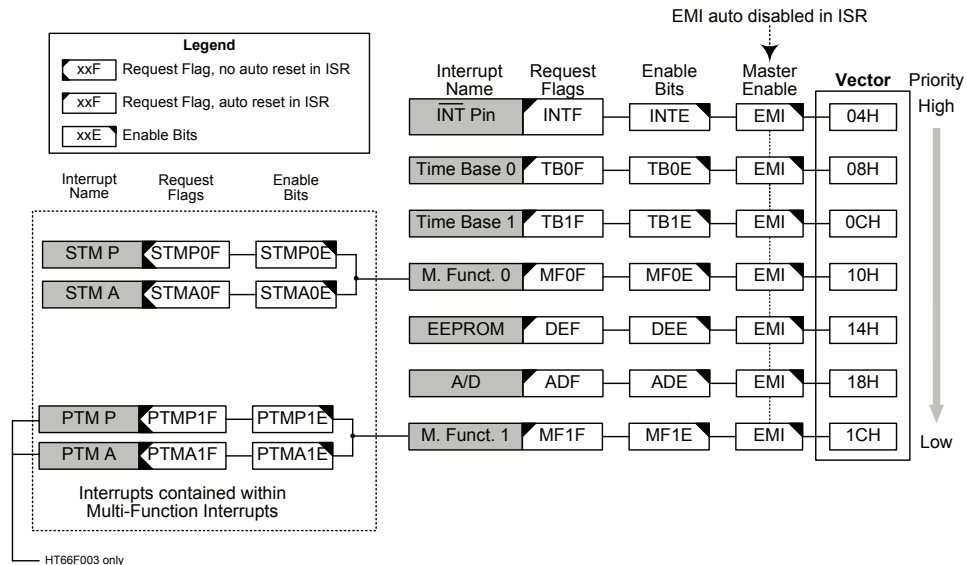 EMI auto disabled in ISR
Legend
xxF Request Flag, no auto reset in ISR
xxF Request Flag, auto reset in ISR
xxE Enable Bits
Interrupt Name Request Flags Enable Bits Master Enable Vector Priority
High
INT Pin INTF INTE EMI 04H
Time Base 0 TB0F TB0E EMI 08H
Time Base 1 TB1F TB1E EMI 0CH
Interrupt Name Request Flags Enable Bits
STM P STMP0F STMP0E
STM A STMA0F STMA0E
M. Funct. 0 MF0F MF0E EMI 10H
EEPROM DEF DEE EMI 14H
A/D ADF ADE EMI 18H
PTM P PTMP1F PTMP1E
PTM A PTMA1F PTMA1E
M. Funct. 1 MF1F MF1E EMI 1CH
Low
Interrupts contained within
Multi-Function Interrupts
HT66F003 only